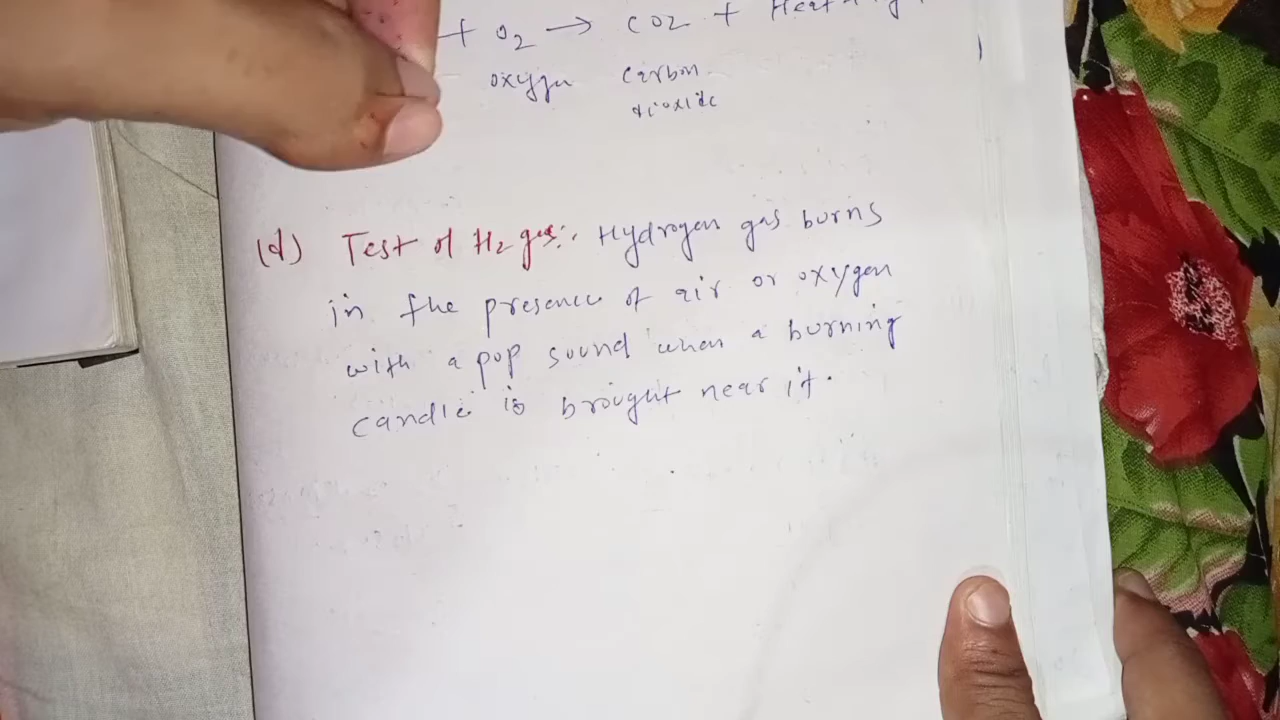 + O2 → CO2 +
oxygen carbon
dioxide
(d) Test of H2 gas:- Hydrogen gas burns
in the presence of air or oxygen
with a pop sound when a burning
candle is brought near it.